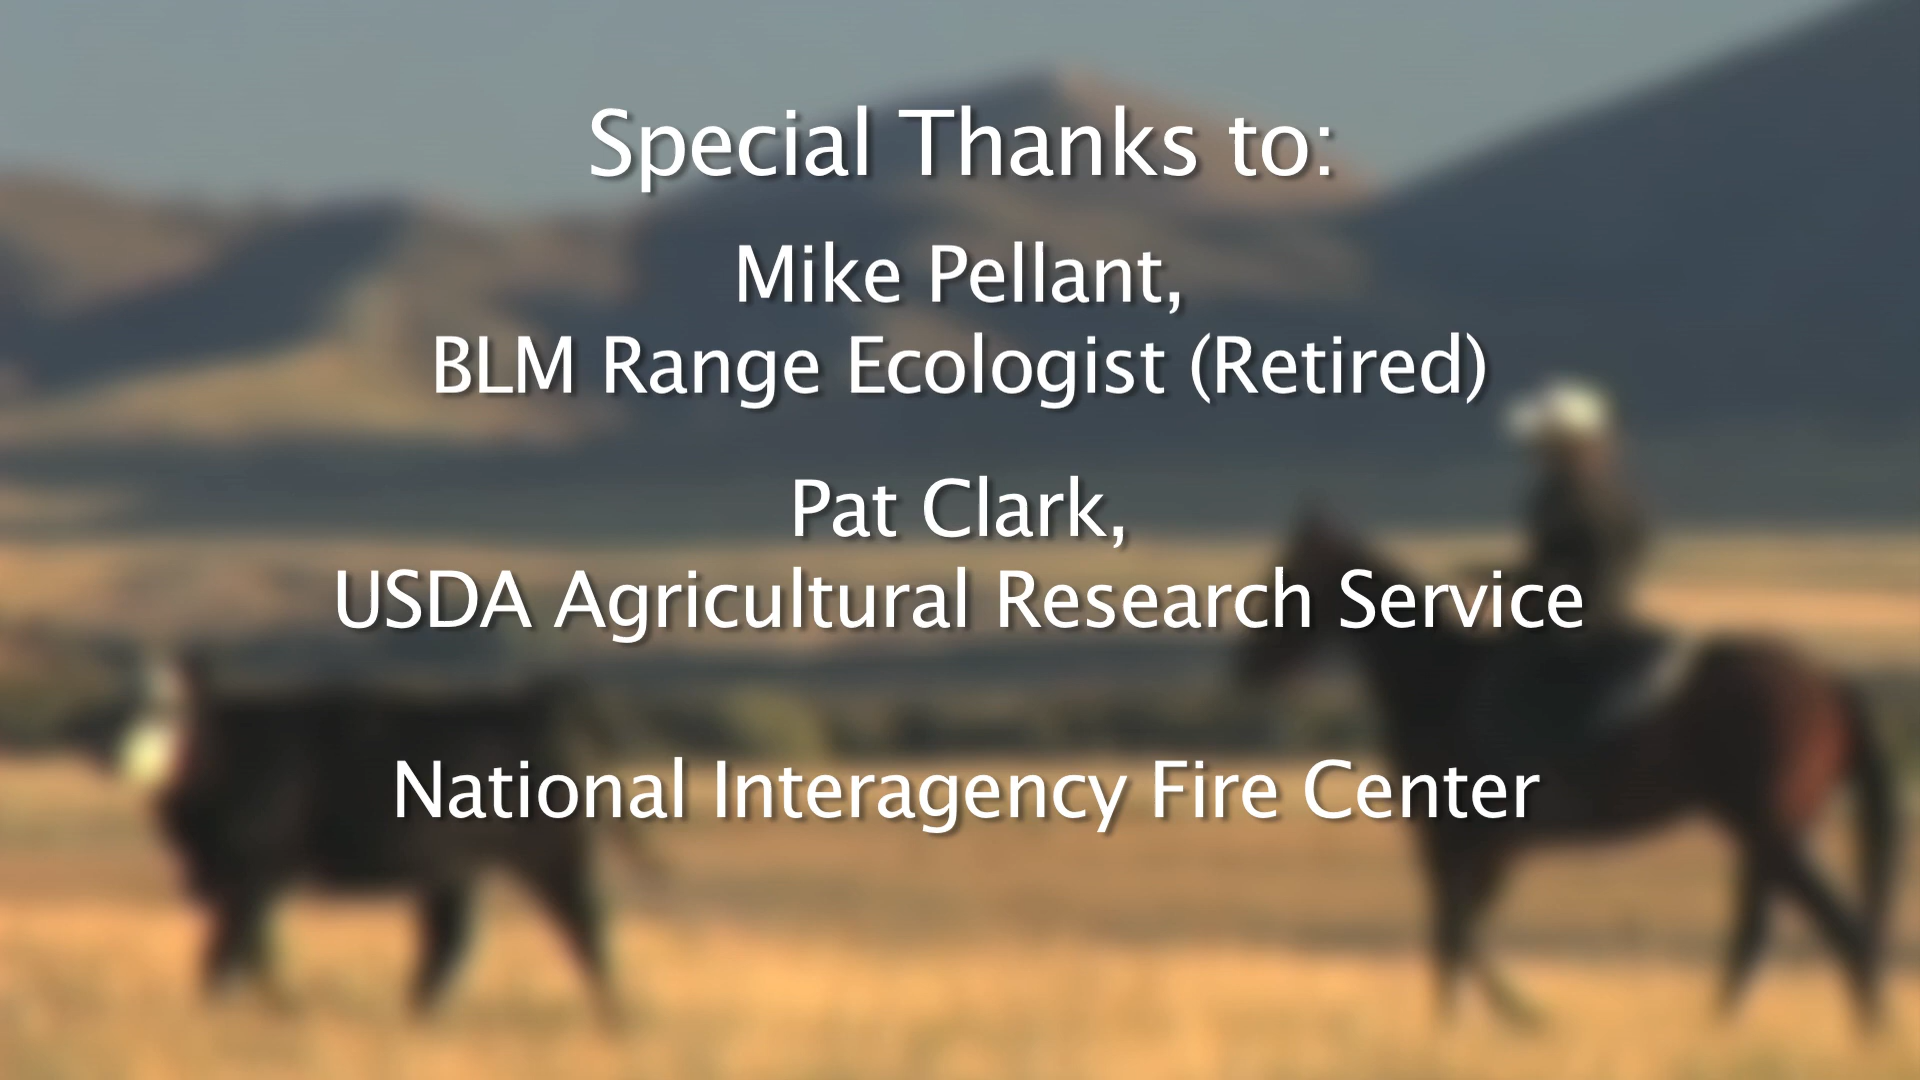 Special Thanks to:
Mike Pellant,
BLM Range Ecologist (Retired)
Pat Clark,
USDA Agricultural Research Service
National Interagency Fire Center